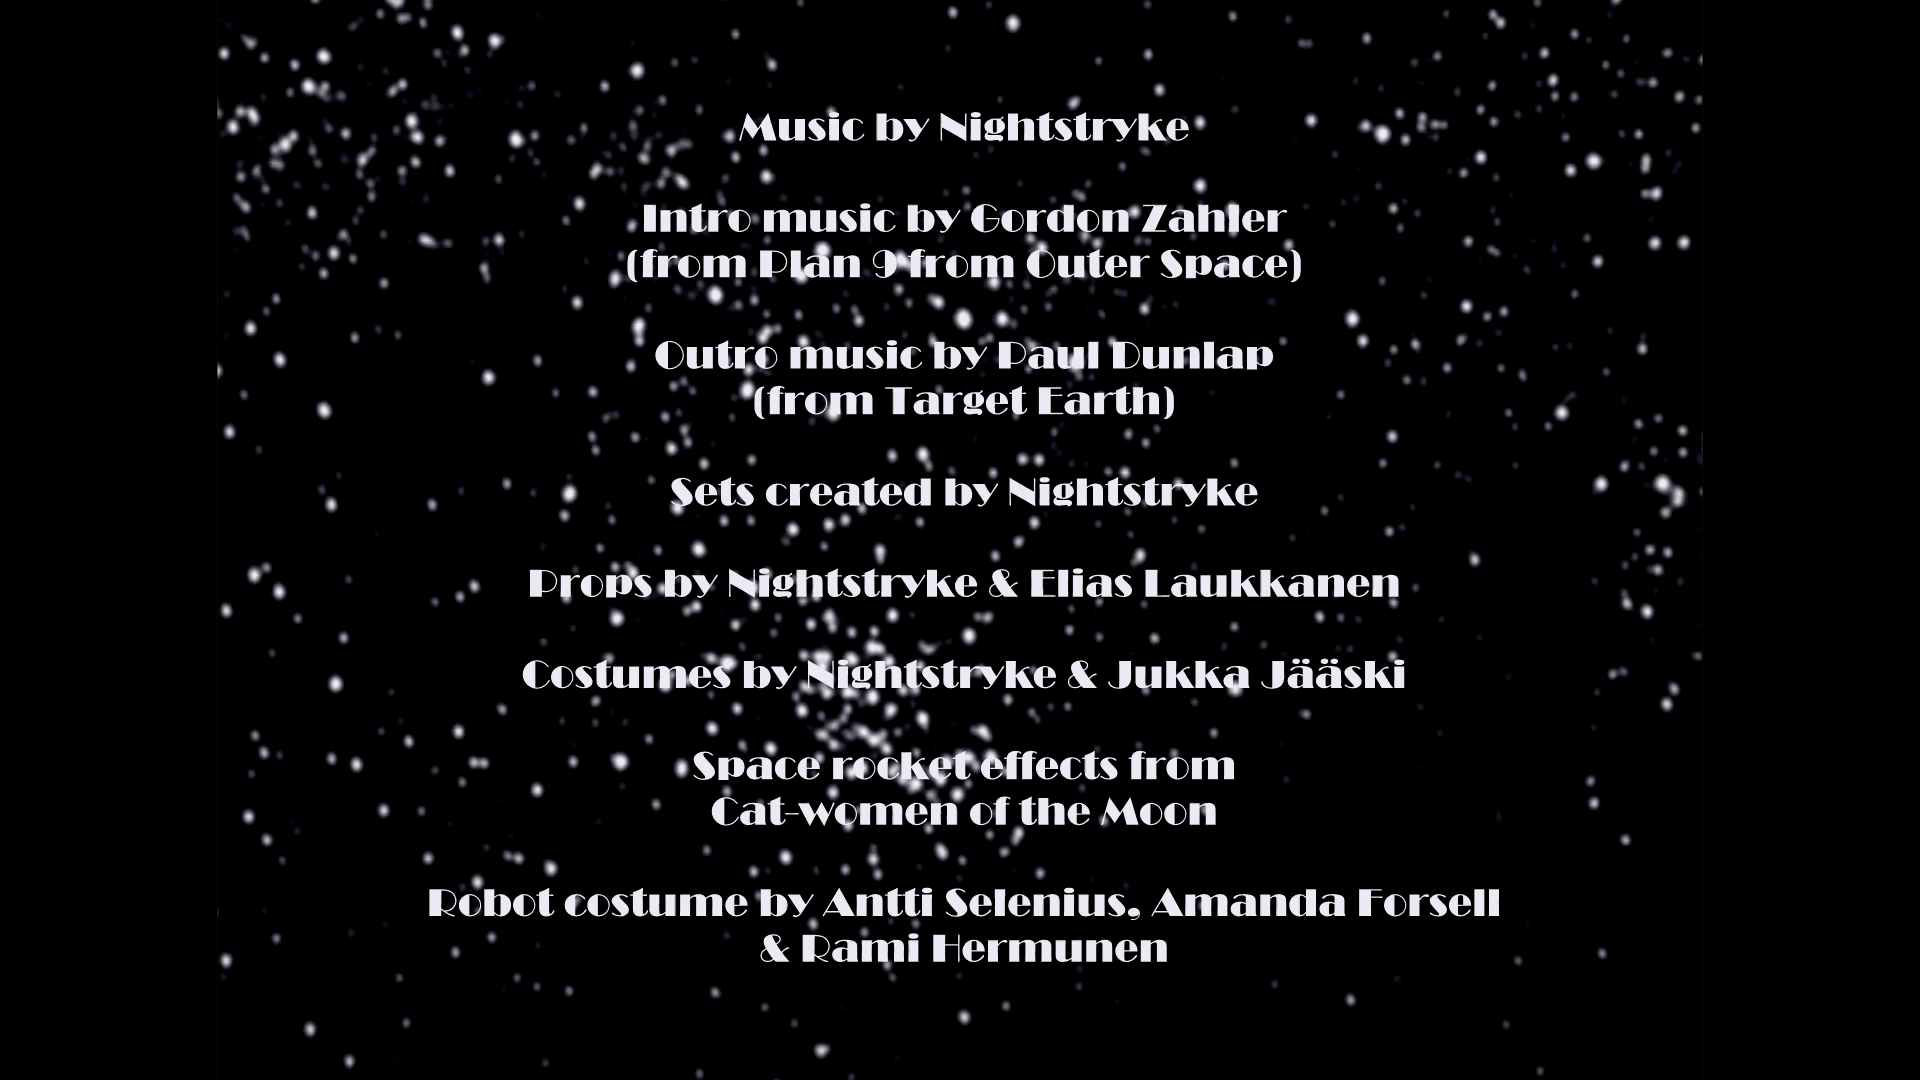 Music by Nightstryke
Intro music by Gordon Zahler
(from Plan 9 from Outer Space)
Outro music by Paul Dunlap
(from Target Earth)
Sets created by Nightstryke
Props by Nightstryke & Elias Laukkanen
Costumes by Nightstryke & Jukka Jääski
Space rocket effects from
Cat-women of the Moon
Robot costume by Antti Selenius, Amanda Forsell
& Rami Hermunen